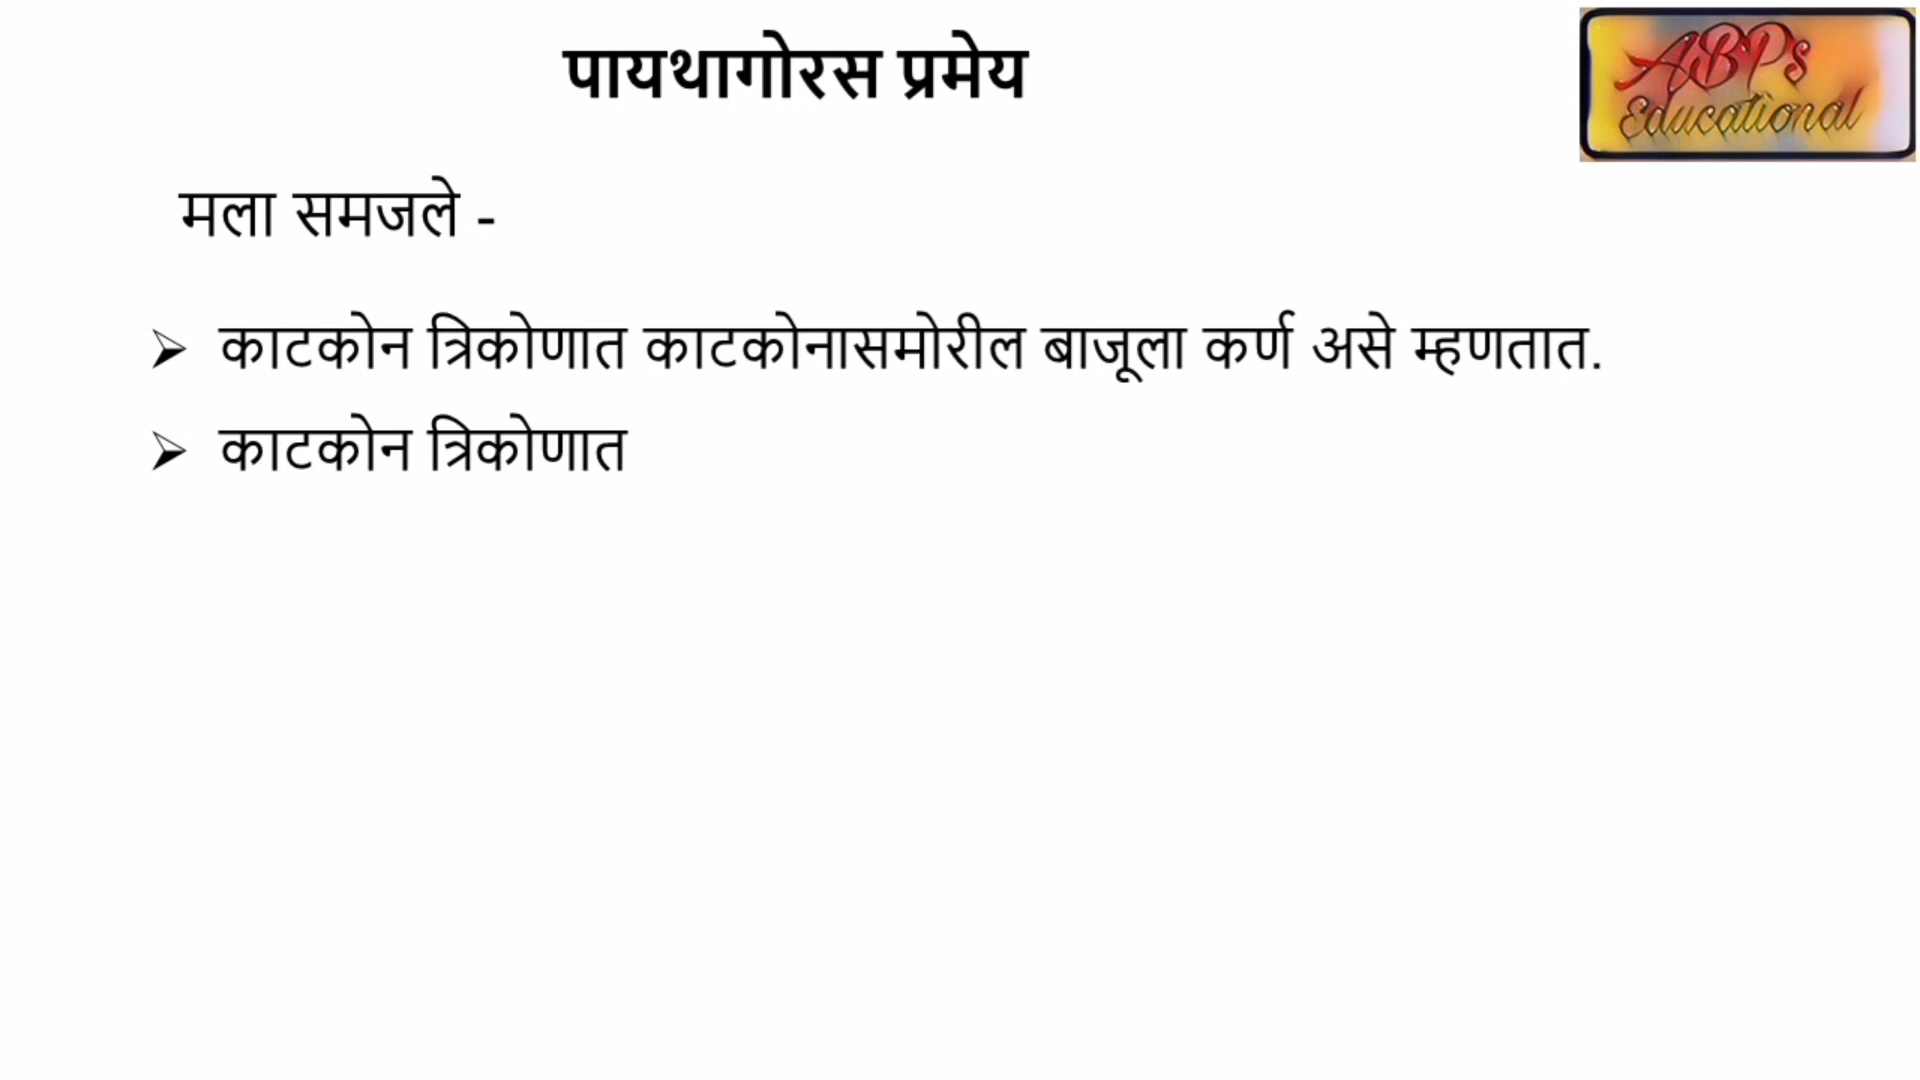 पायथागोरस प्रमेय
ABPs
Educational
मला समजले -
➢ काटकोन त्रिकोणात काटकोनासमोरील बाजूला कर्ण असे म्हणतात.
➢ काटकोन त्रिकोणात